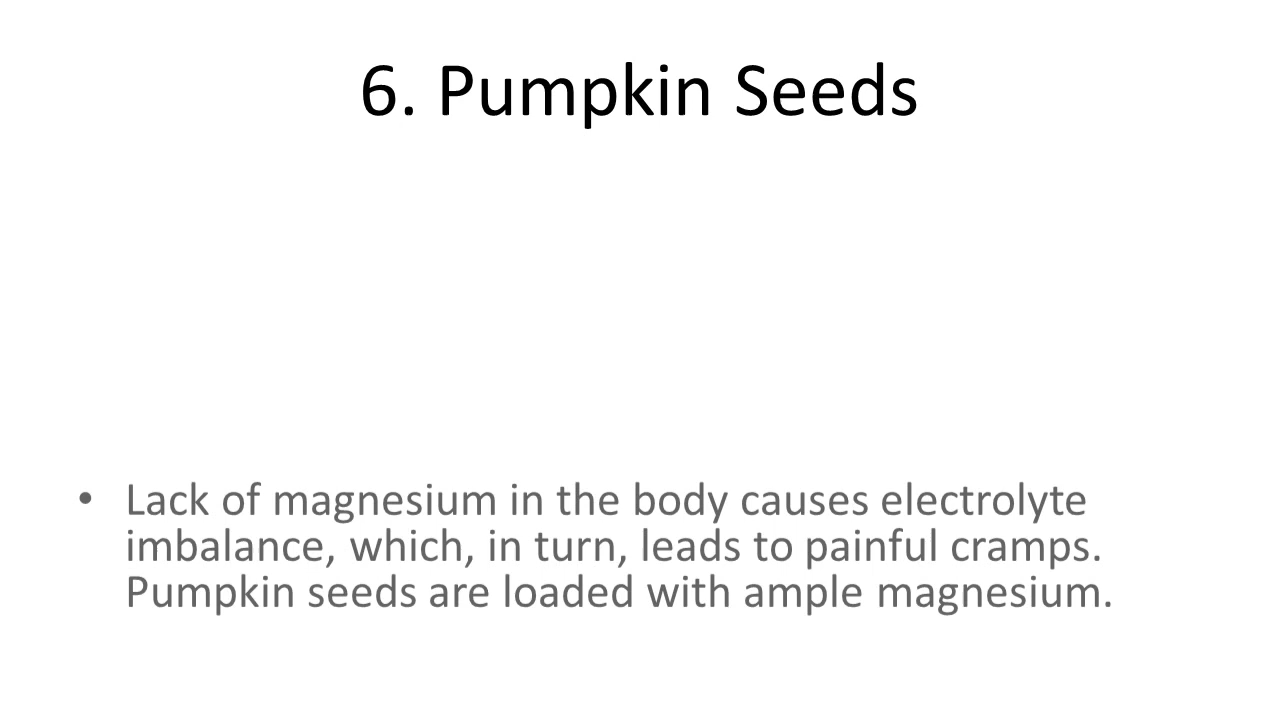 6. Pumpkin Seeds
• Lack of magnesium in the body causes electrolyte
imbalance, which, in turn, leads to painful cramps.
Pumpkin seeds are loaded with ample magnesium.